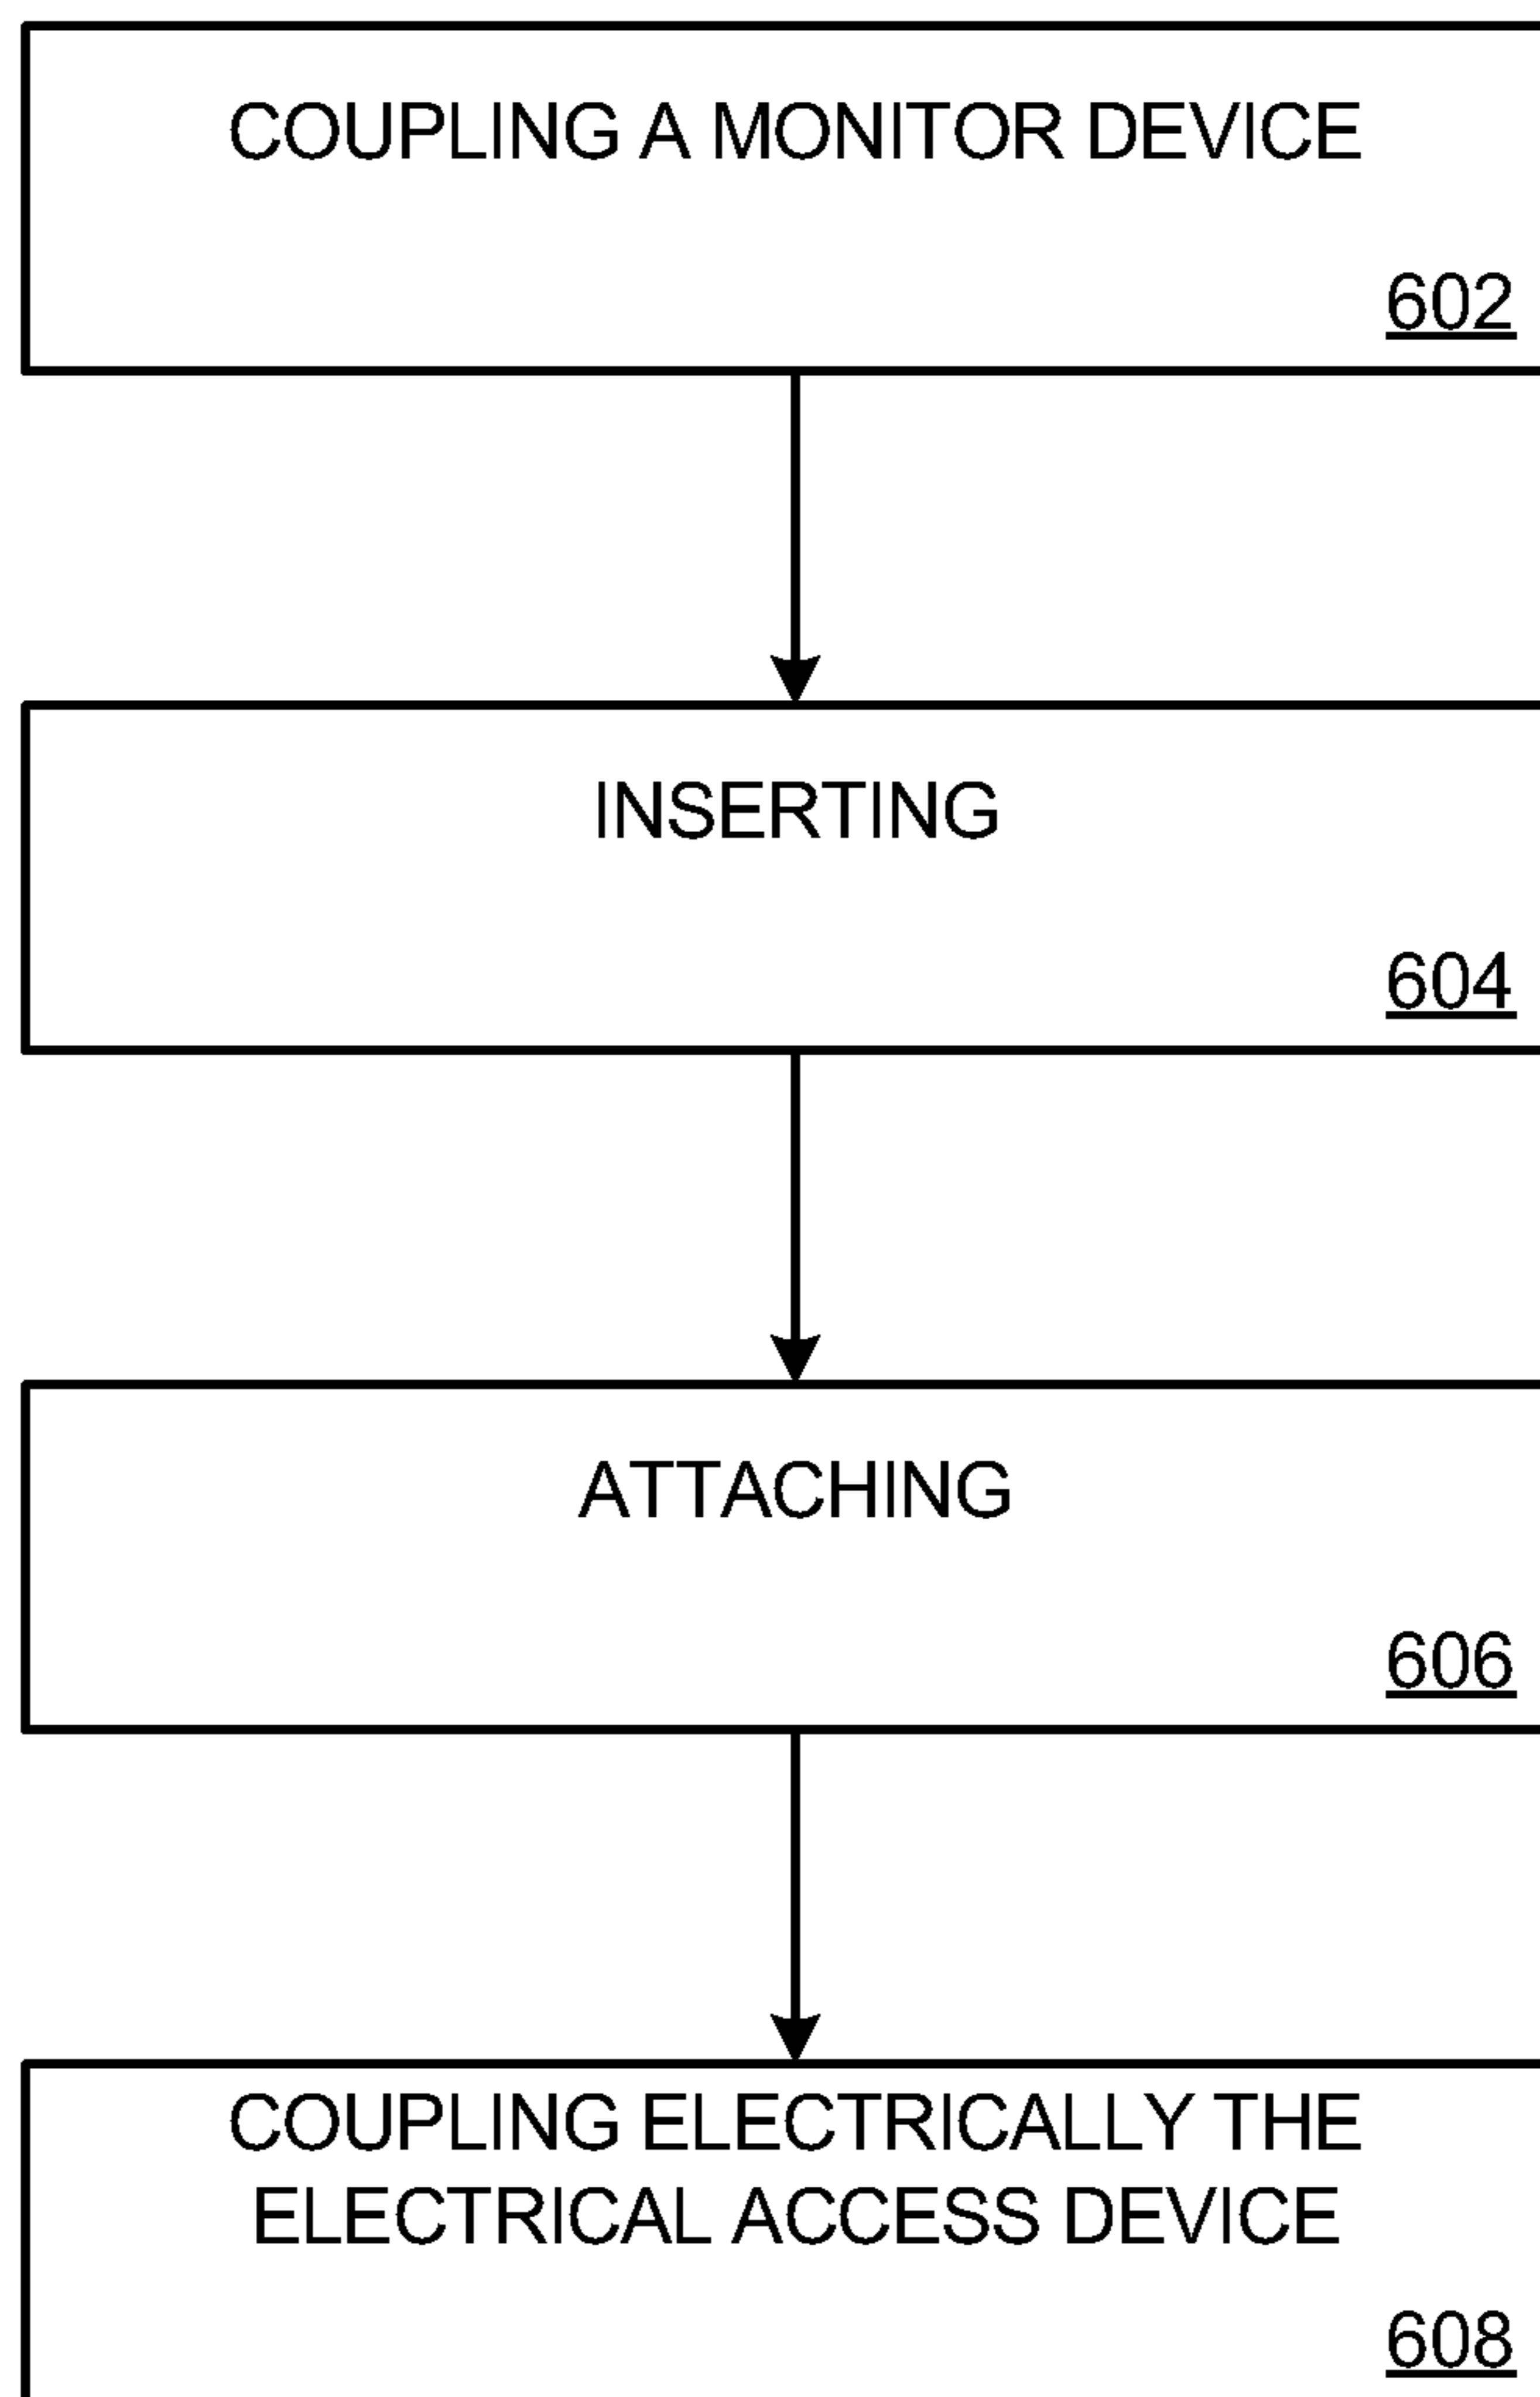 COUPLING A MONITOR DEVICE
602
INSERTING
604
ATTACHING
606
COUPLING ELECTRICALLY THE
ELECTRICAL ACCESS DEVICE
608